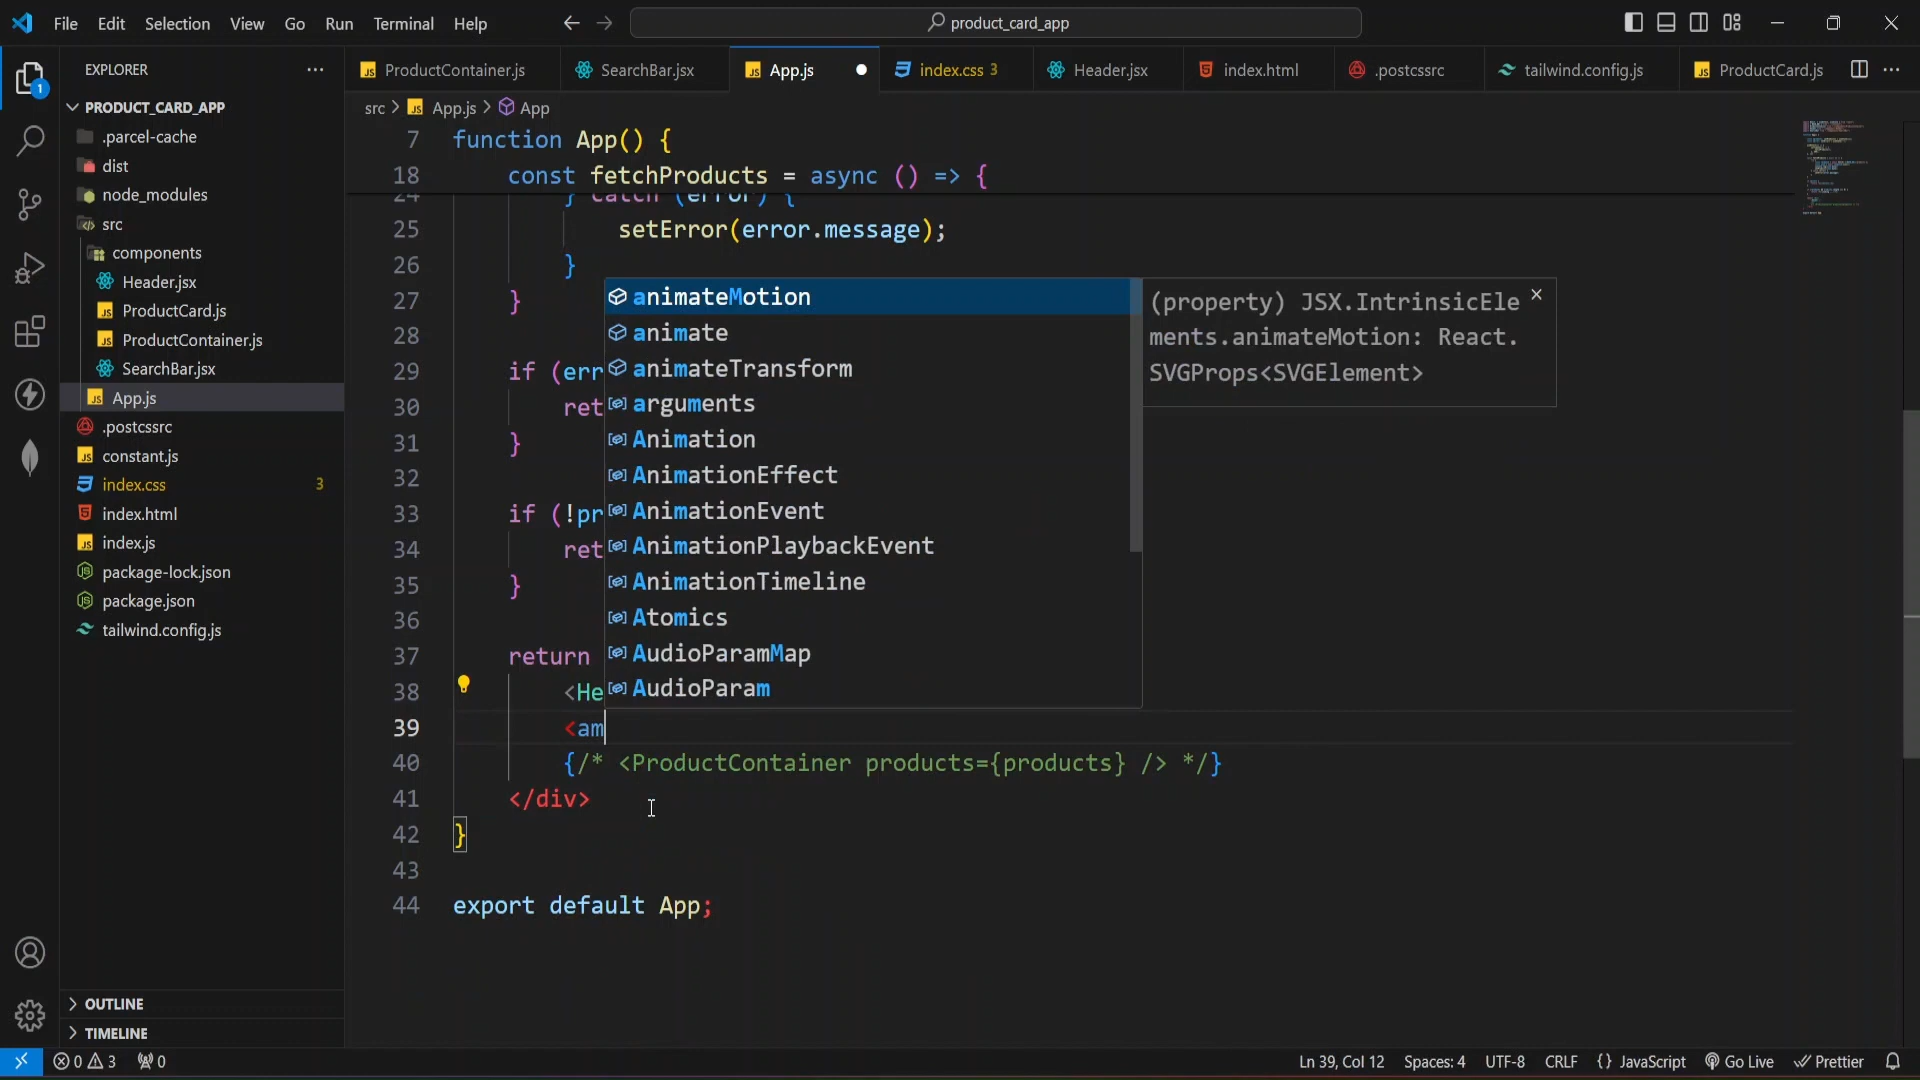 File Edit Selection View Go Run Terminal Help
product_card_app
EXPLORER
PRODUCT_CARD_APP
.parcel-cache
dist
node_modules
src
components
Header.jsx
ProductCard.js
ProductContainer.js
SearchBar.jsx
App.js
.postcssrc
constant.js
index.css 3
index.html
index.js
package-lock.json
package.json
tailwind.config.js
OUTLINE
TIMELINE
1
ProductContainer.js SearchBar.jsx App.js index.css 3 Header.jsx index.html .postcssrc tailwind.config.js ProductCard.js
src > App.js > App
7 function App() {
18 const fetchProducts = async () => {
24 } catch (error) {
25 setError(error.message);
26 }
27 }
28
29 if (err
30 ret
31 }
32
33 if (!pr
34 ret
35 }
36
37 return
38 <He
39 <am
40 {/* <ProductContainer products={products} /> */}
41 </div>
42 }
43
44 export default App;
animateMotion
animate
animateTransform
arguments
Animation
AnimationEffect
AnimationEvent
AnimationPlaybackEvent
AnimationTimeline
Atomics
AudioParamMap
AudioParam
(property) JSX.IntrinsicEle
ments.animateMotion: React.
SVGProps<SVGElement>
0 3 0 Ln 39, Col 12 Spaces: 4 UTF-8 CRLF {} JavaScript Go Live Prettier